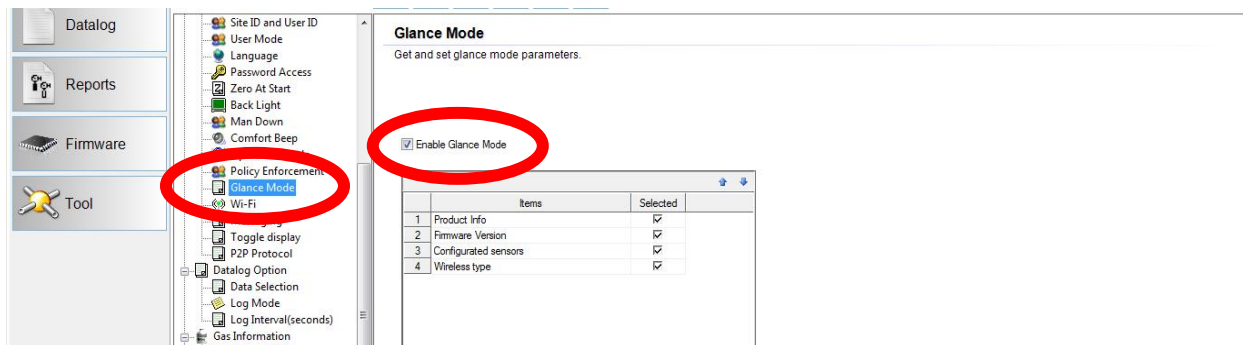 Datalog
Reports
Firmware
Tool
Site ID and User ID
User Mode
Language
Password Access
Zero At Start
Back Light
Man Down
Comfort Beep
Policy Enforcement
Glance Mode
Wi-Fi
Toggle display
P2P Protocol
Datalog Option
Data Selection
Log Mode
Log Interval(seconds)
Gas Information
Glance Mode
Get and set glance mode parameters.
Enable Glance Mode
Items Selected
1 Product Info
2 Firmware Version
3 Configurated sensors
4 Wireless type